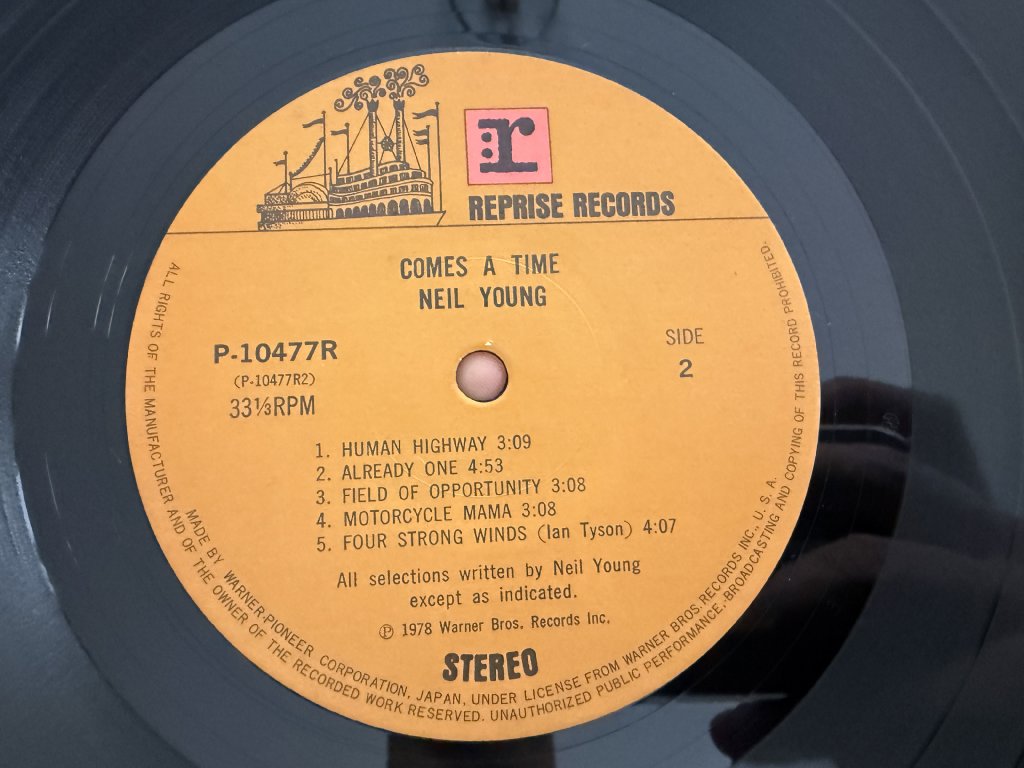 r
REPRISE RECORDS
COMES A TIME
NEIL YOUNG
P-10477R
(P-10477R2)
33⅓RPM
SIDE
2
1. HUMAN HIGHWAY 3:09
2. ALREADY ONE 4:53
3. FIELD OF OPPORTUNITY 3:08
4. MOTORCYCLE MAMA 3:08
5. FOUR STRONG WINDS (Ian Tyson) 4:07
All selections written by Neil Young
except as indicated.
Ⓟ 1978 Warner Bros. Records Inc.
STEREO
MADE BY WARNER-PIONEER CORPORATION, JAPAN, UNDER LICENSE FROM WARNER BROS. RECORDS INC., U. S. A.
ALL RIGHTS OF THE MANUFACTURER AND OF THE OWNER OF THE RECORDED WORK RESERVED. UNAUTHORIZED PUBLIC PERFORMANCE, BROADCASTING AND COPYING OF THIS RECORD PROHIBITED.